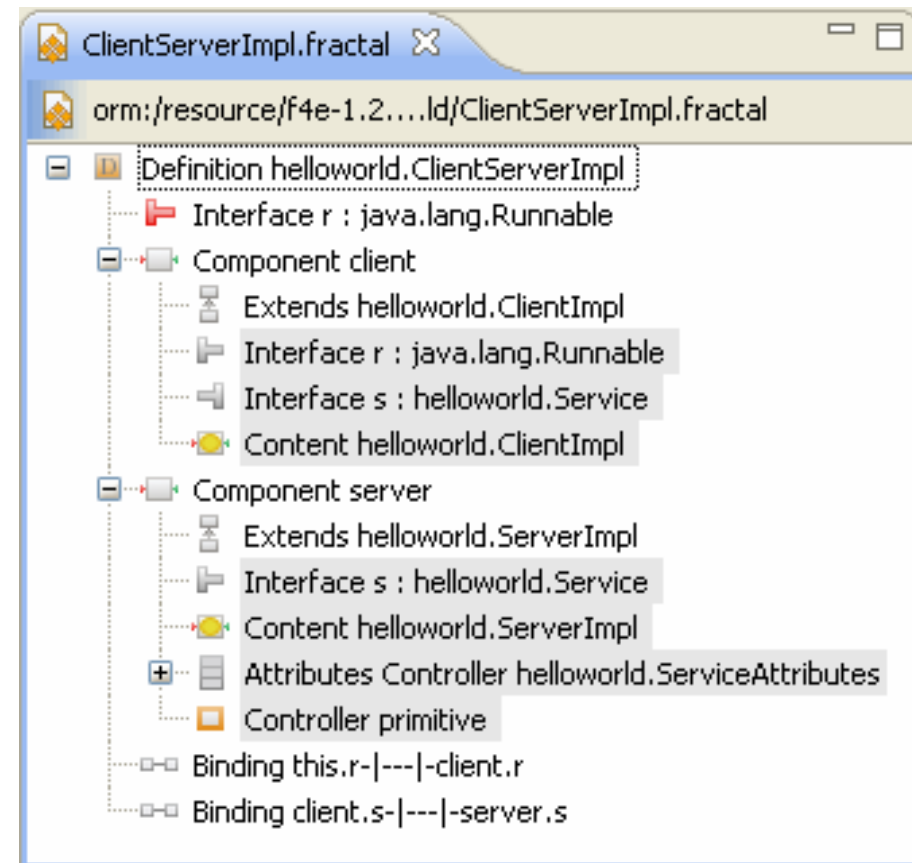 ClientServerImpl.fractal
orm:/resource/f4e-1.2....ld/ClientServerImpl.fractal
D Definition helloworld.ClientServerImpl
Interface r : java.lang.Runnable
Component client
Extends helloworld.ClientImpl
Interface r : java.lang.Runnable
Interface s : helloworld.Service
Content helloworld.ClientImpl
Component server
Extends helloworld.ServerImpl
Interface s : helloworld.Service
Content helloworld.ServerImpl
Attributes Controller helloworld.ServiceAttributes
Controller primitive
Binding this.r-|---|-client.r
Binding client.s-|---|-server.s